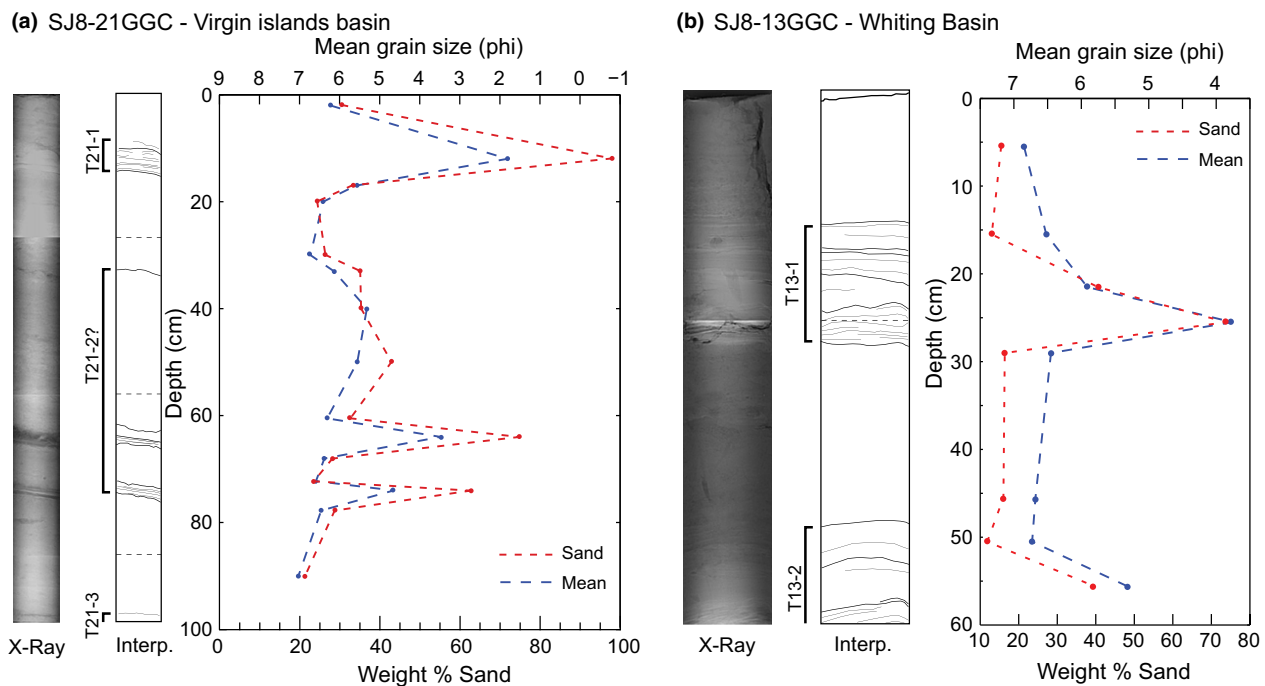 (a) SJ8-21GGC - Virgin islands basin
Mean grain size (phi)
9 8 7 6 5 4 3 2 1 0 −1
0
20
40
60
80
100
Depth (cm)
T21-1
T21-2?
T21-3
Sand
Mean
0 20 40 60 80 100
X-Ray Interp. Weight % Sand
(b) SJ8-13GGC - Whiting Basin
Mean grain size (phi)
7 6 5 4
0
10
20
30
40
50
60
Depth (cm)
T13-1
T13-2
Sand
Mean
10 20 30 40 50 60 70 80
X-Ray Interp. Weight % Sand